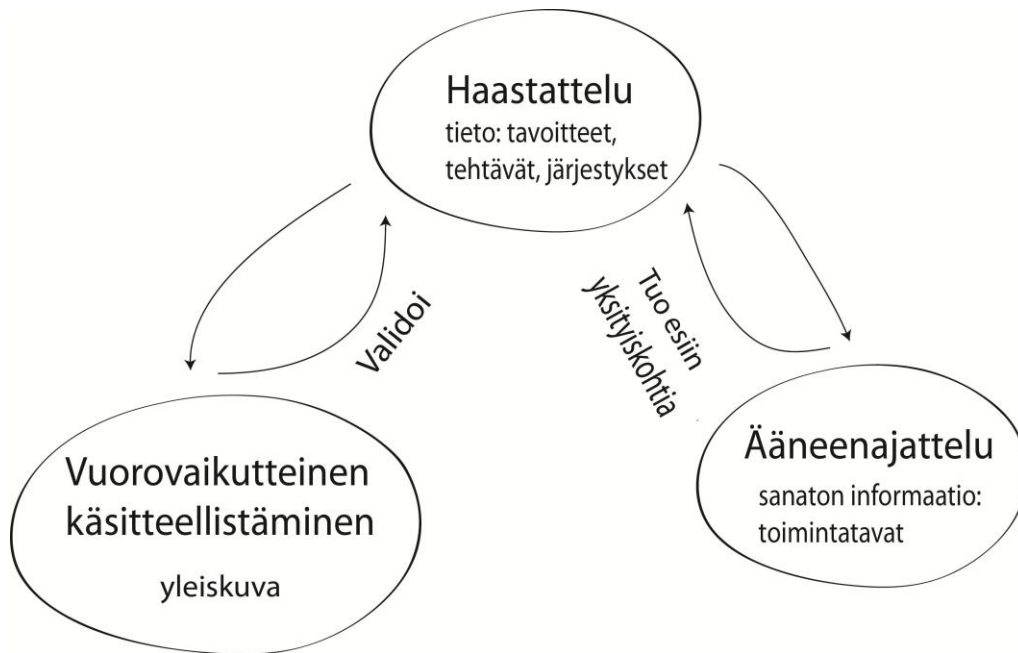 Haastattelu
tieto: tavoitteet,
tehtävät, järjestykset
Validoi
Tuo esiin
yksityiskohtia
Vuorovaikutteinen
käsitteellistäminen
yleiskuva
Ääneenajattelu
sanaton informaatio:
toimintatavat